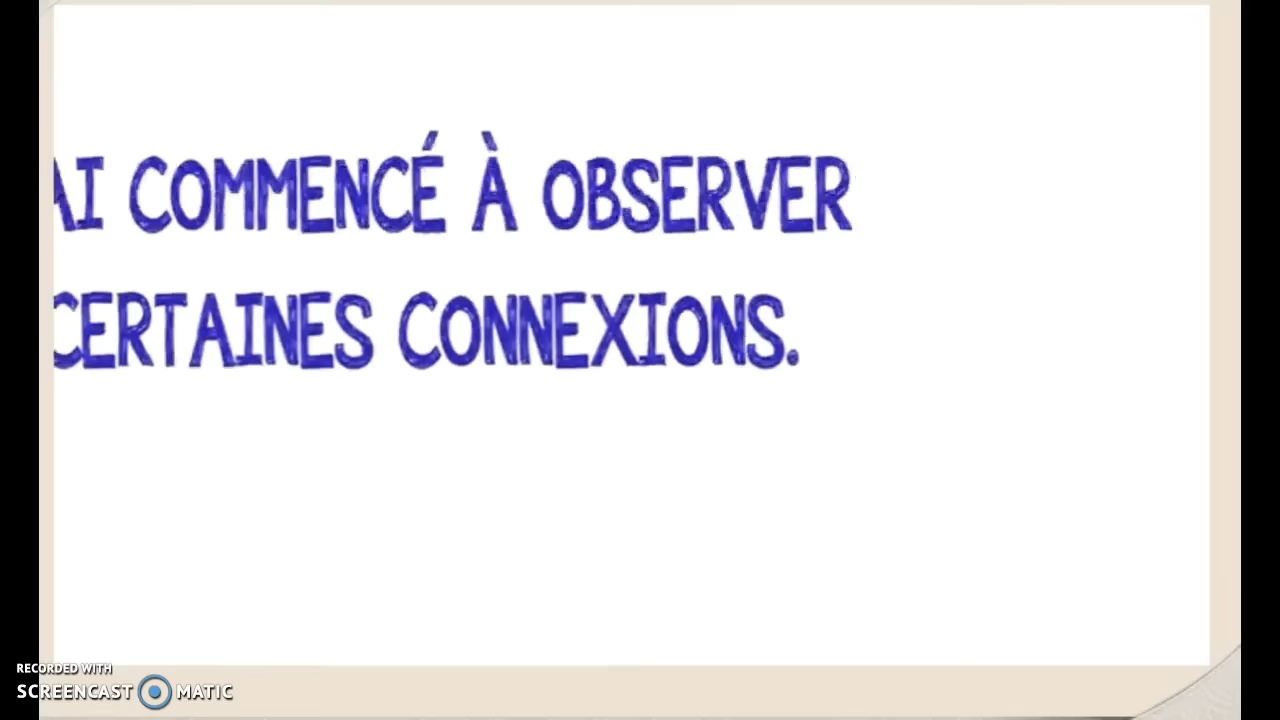 AI COMMENCÉ À OBSERVER
CERTAINES CONNEXIONS.
RECORDED WITH
SCREENCAST MATIC